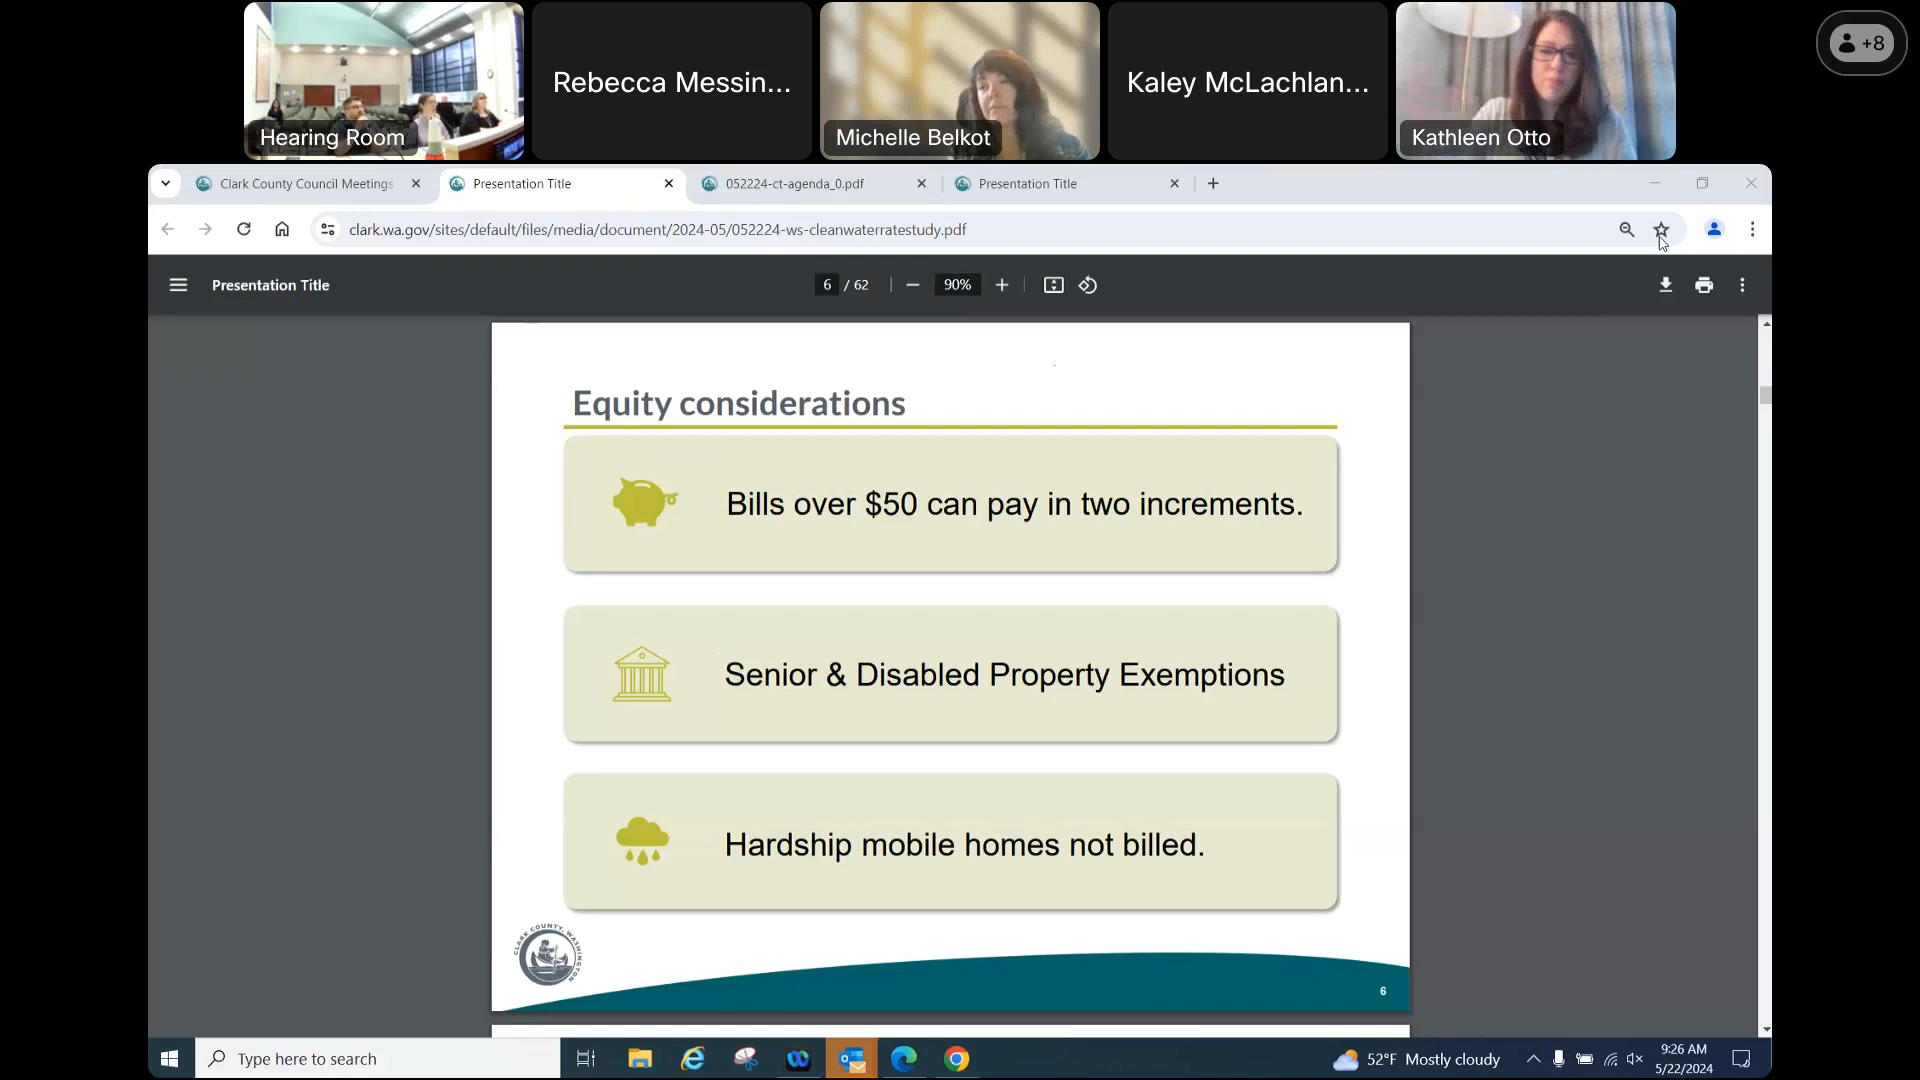 Hearing Room
Rebecca Messin...
Michelle Belkot
Kaley McLachlan...
Kathleen Otto
+8
Clark County Council Meetings
Presentation Title
052224-ct-agenda_0.pdf
Presentation Title
clark.wa.gov/sites/default/files/media/document/2024-05/052224-ws-cleanwaterratestudy.pdf
Presentation Title
6 / 62
90%
Equity considerations
Bills over $50 can pay in two increments.
Senior & Disabled Property Exemptions
Hardship mobile homes not billed.
CLARK COUNTY, WASHINGTON
6
Type here to search
52°F Mostly cloudy
9:26 AM
5/22/2024